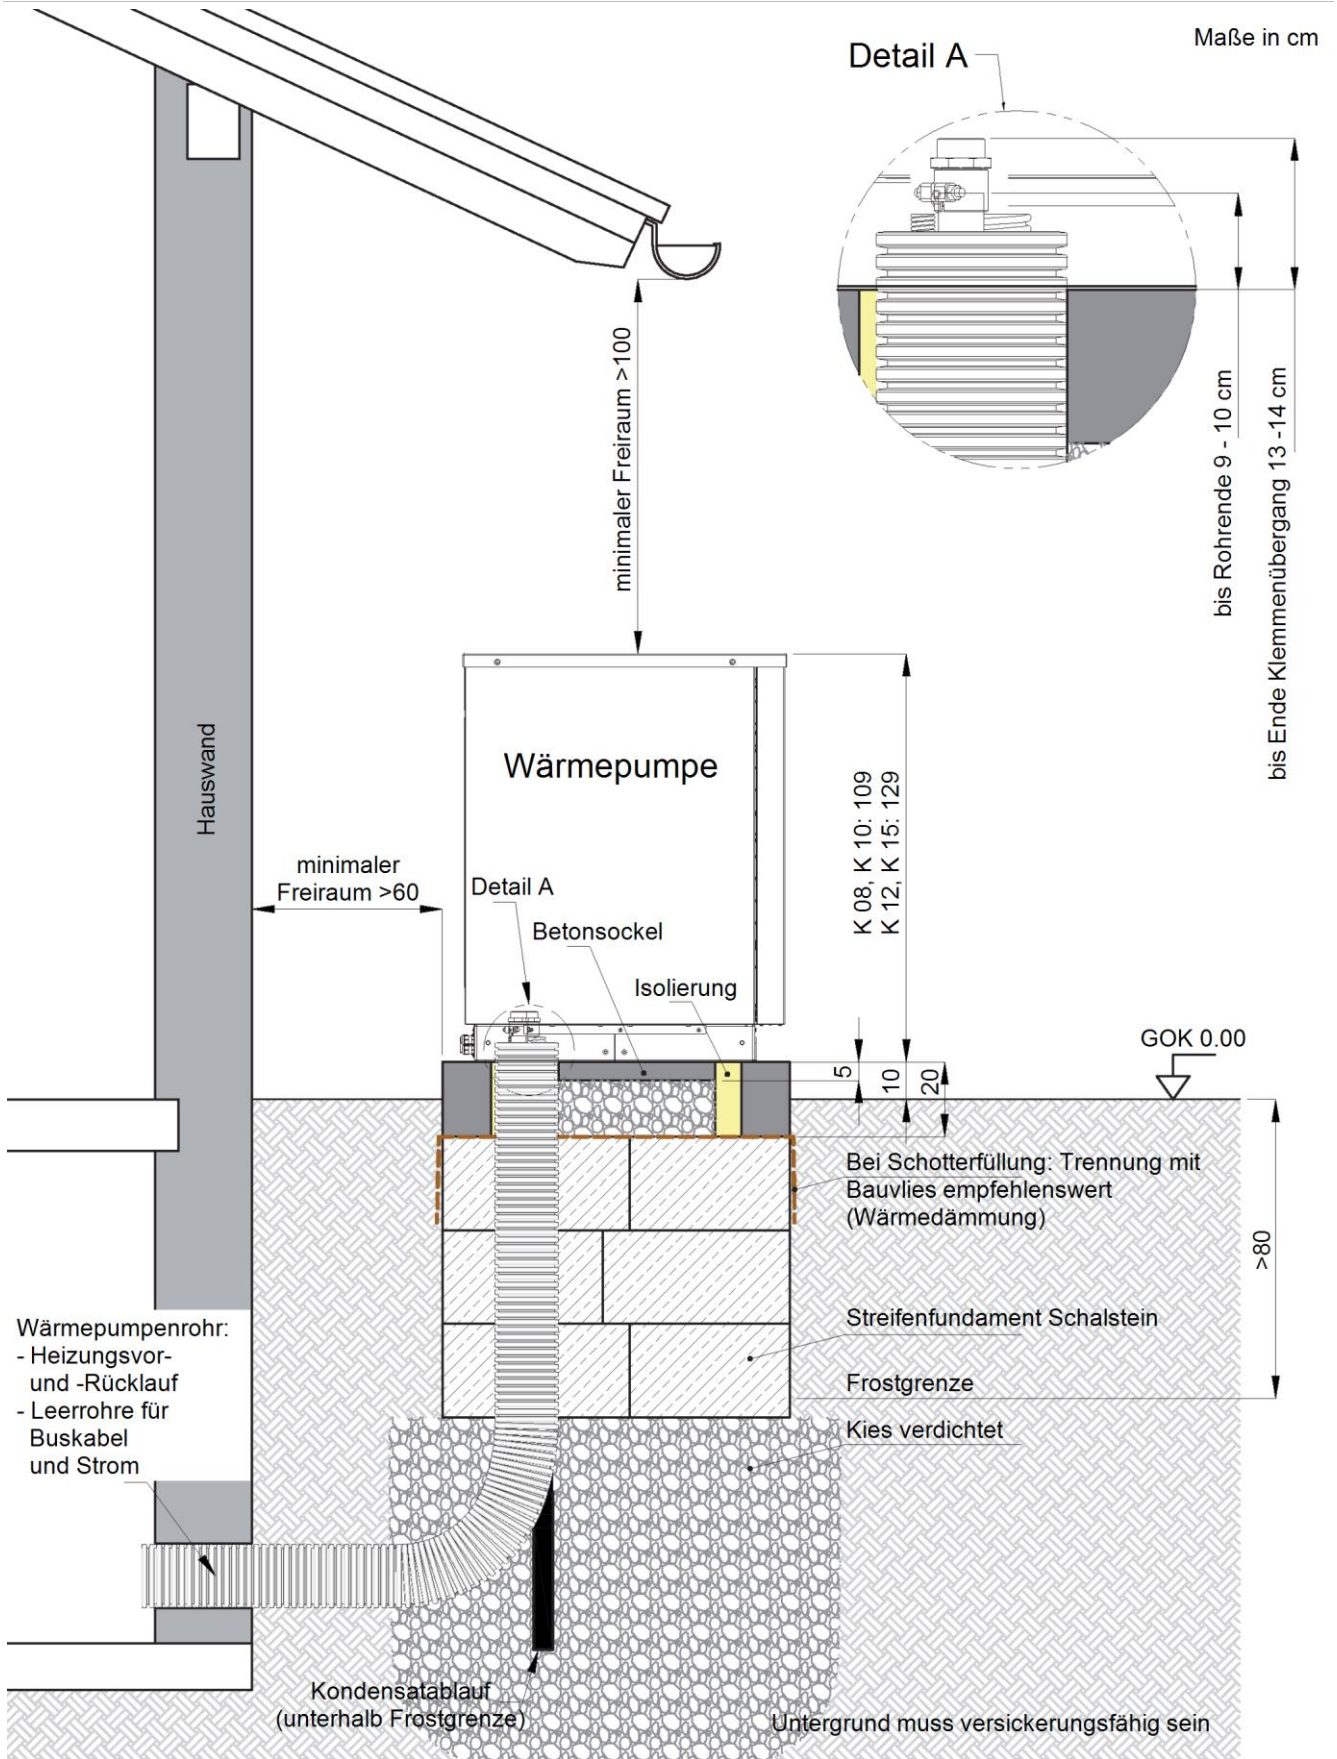 Maße in cm
Detail A
minimaler Freiraum >100
bis Rohrende 9 - 10 cm
bis Ende Klemmenübergang 13 -14 cm
Hauswand
Wärmepumpe
K 08, K 10: 109
K 12, K 15: 129
minimaler
Freiraum >60
Detail A
Betonsockel
Isolierung
GOK 0.00
5
10
20
Bei Schotterfüllung: Trennung mit
Bauvlies empfehlenswert
(Wärmedämmung)
>80
Streifenfundament Schalstein
Wärmepumpenrohr:
- Heizungsvor-
und -Rücklauf
- Leerrohre für
Buskabel
und Strom
Frostgrenze
Kies verdichtet
Kondensatablauf
(unterhalb Frostgrenze)
Untergrund muss versickerungsfähig sein